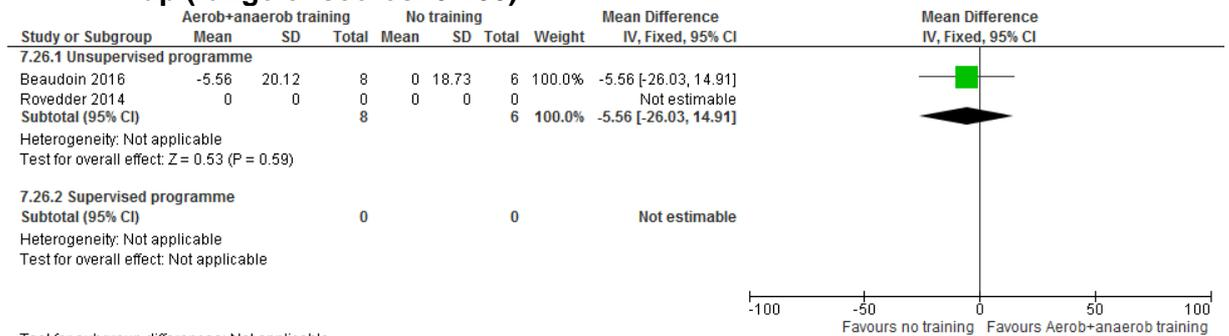 Aerob+anaerob training No training Mean Difference Mean Difference
Study or Subgroup Mean SD Total Mean SD Total Weight IV, Fixed, 95% CI IV, Fixed, 95% CI
7.26.1 Unsupervised programme
Beaudoin 2016 -5.56 20.12 8 0 18.73 6 100.0% -5.56 [-26.03, 14.91]
Rovedder 2014 0 0 0 0 0 0 Not estimable
Subtotal (95% CI) 8 6 100.0% -5.56 [-26.03, 14.91]
Heterogeneity: Not applicable
Test for overall effect: Z = 0.53 (P = 0.59)
7.26.2 Supervised programme
Subtotal (95% CI) 0 0 Not estimable
Heterogeneity: Not applicable
Test for overall effect: Not applicable
-100 -50 0 50 100
Favours no training Favours Aerob+anaerob training